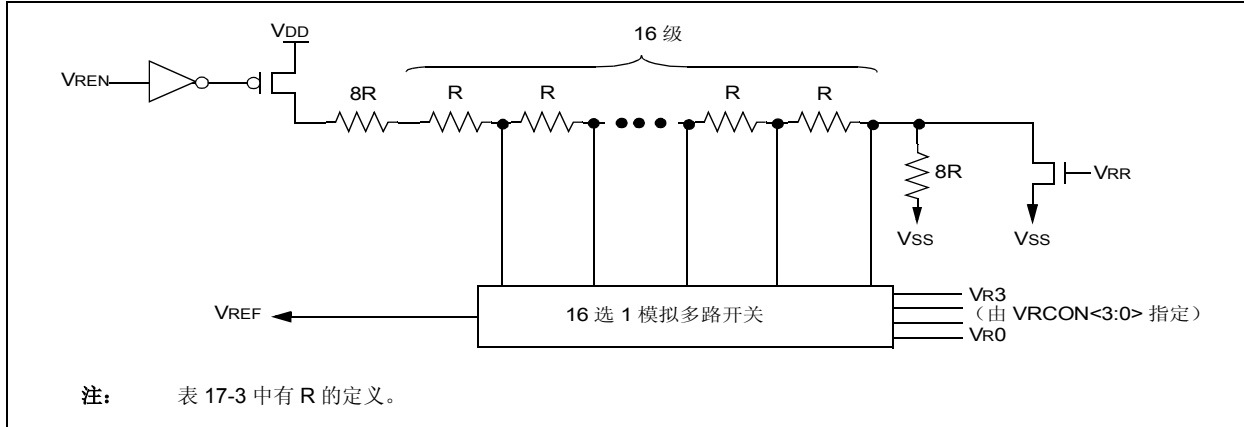 VDD
16 级
VREN
8R
R
R
R
R
8R
VRR
VSS
VSS
VREF
16 选 1 模拟多路开关
VR3
（由 VRCON<3:0> 指定）
VR0
注： 表 17-3 中有 R 的定义。